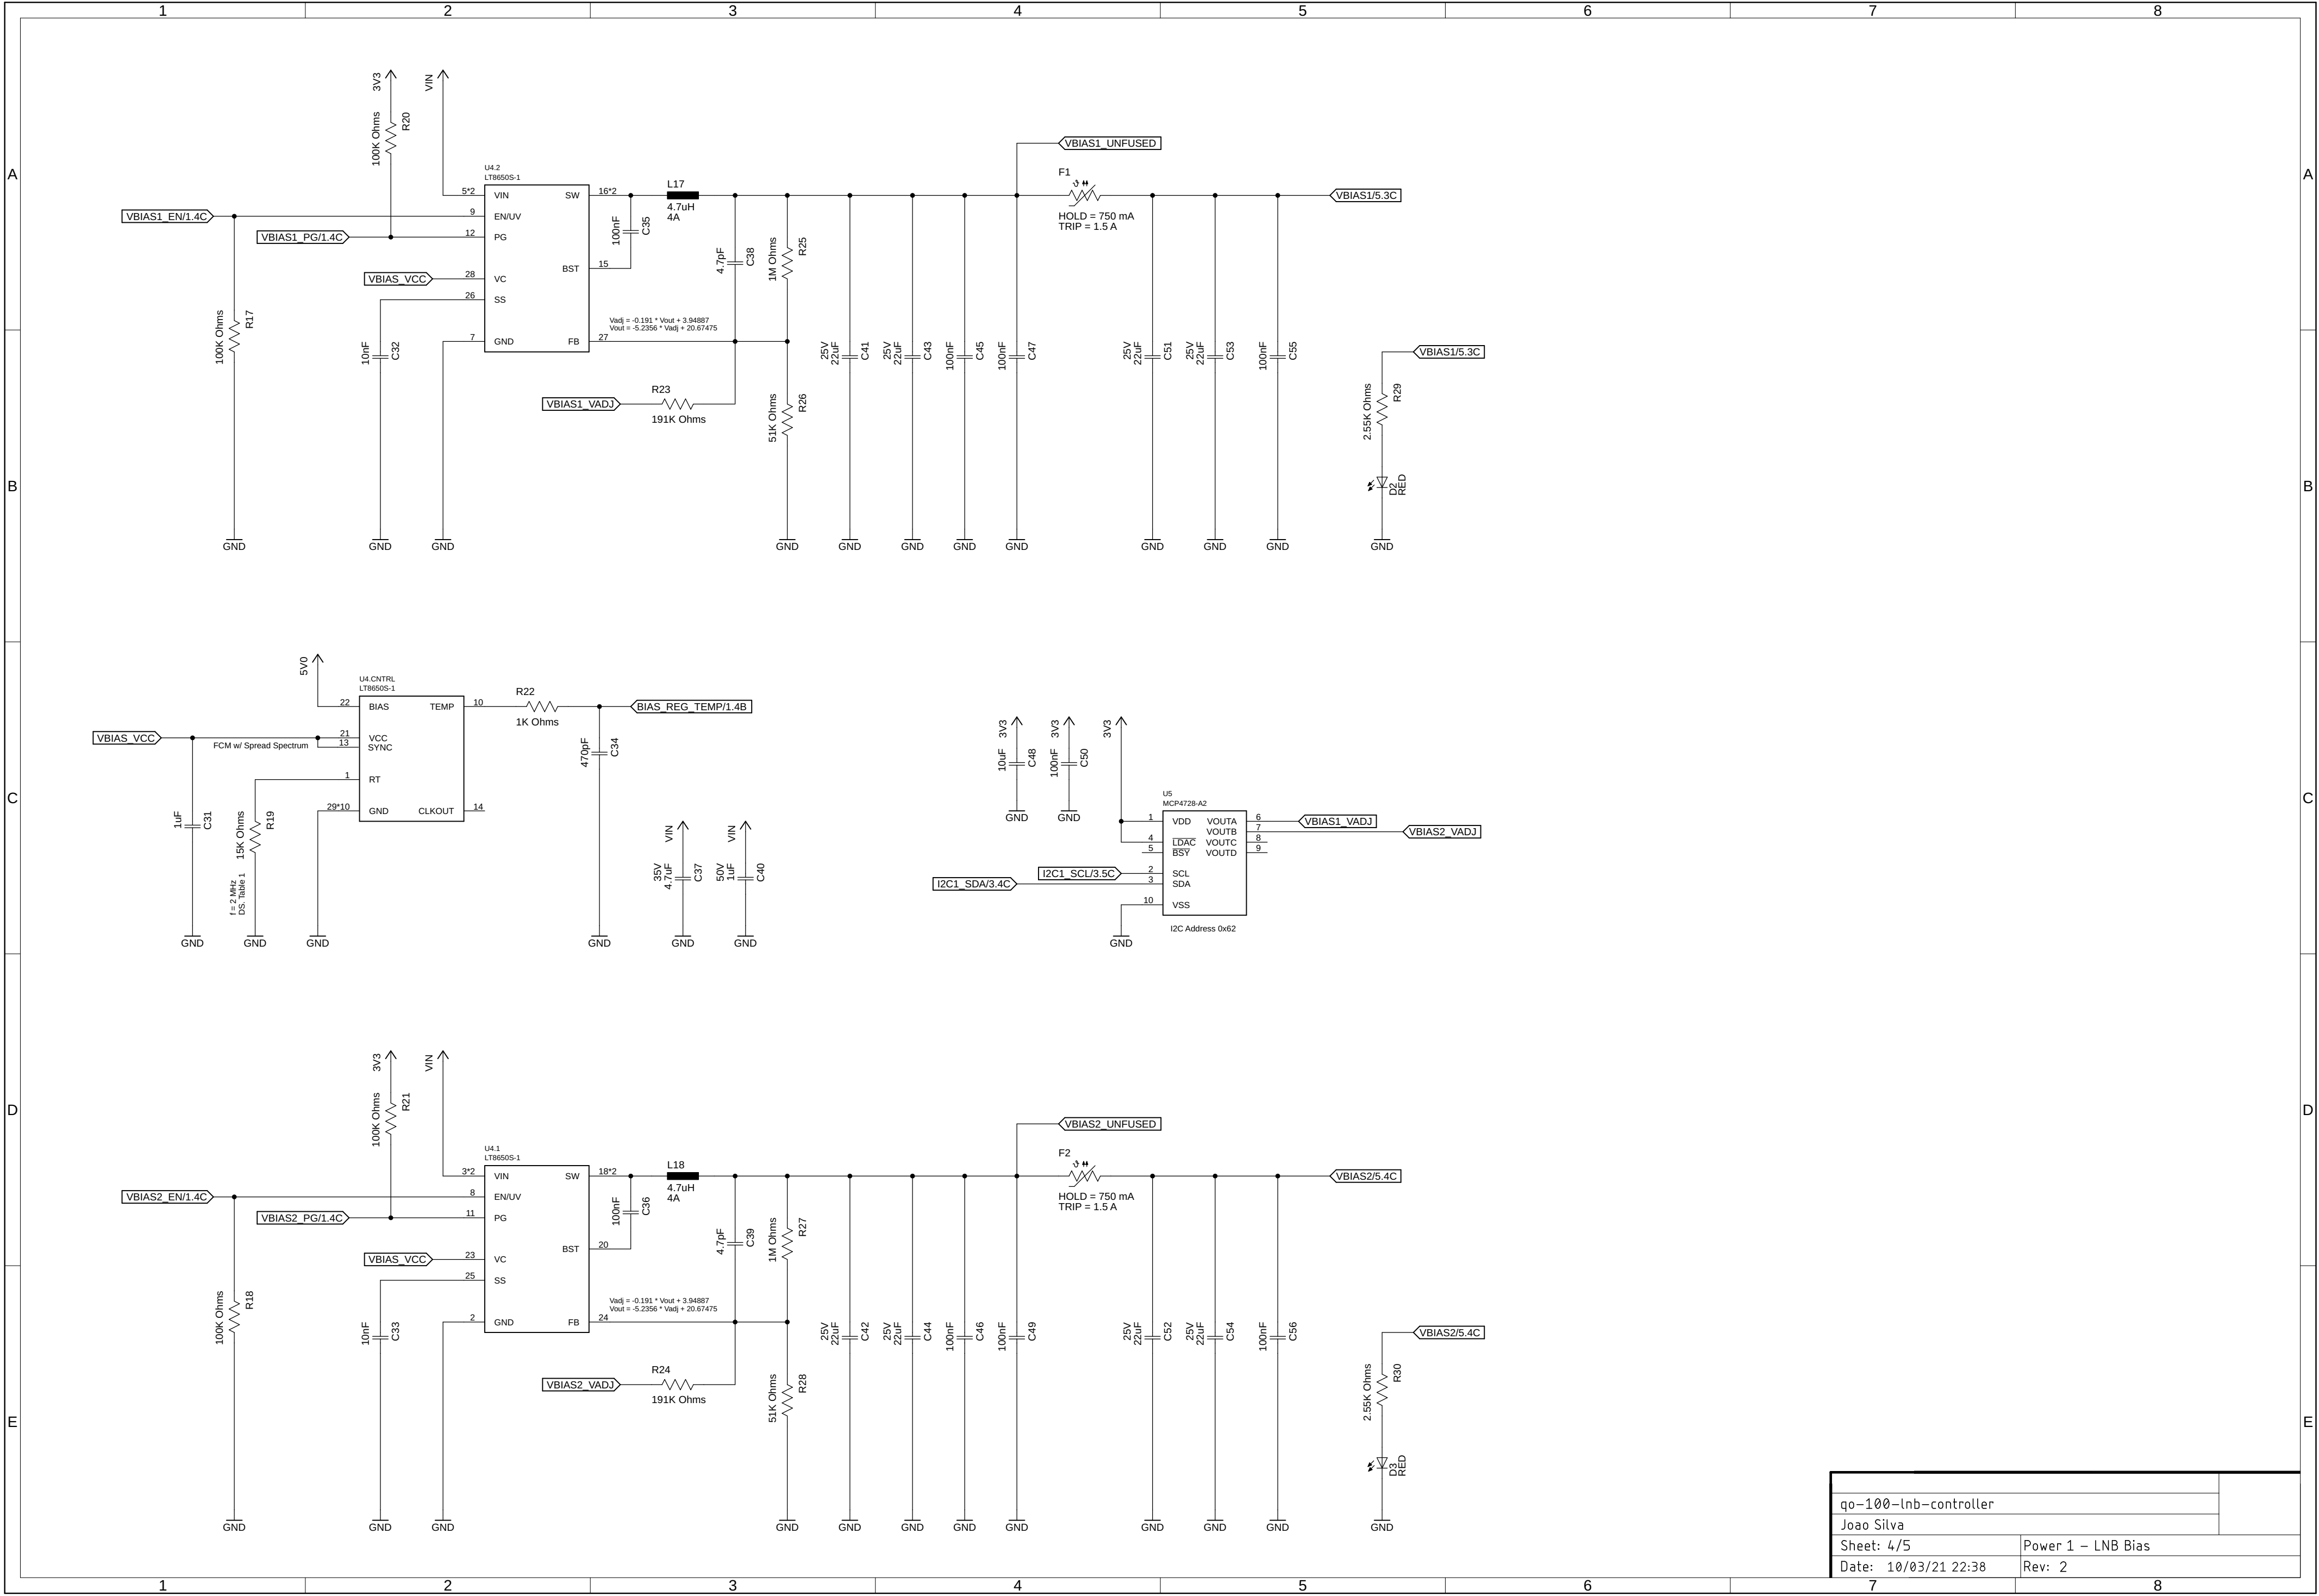 1 2 3 4 5 6 7 8
A
A
B
B
C
C
D
D
E
E
3V3
VIN
100K Ohms
R20
VBIAS1_EN/1.4C
VBIAS1_PG/1.4C
VBIAS_VCC
100K Ohms
R17
10nF
C32
U4.2
LT8650S-1
5*2 VIN SW 16*2
9 EN/UV
12 PG
BST 15
28 VC
26 SS
7 GND FB 27
GND
GND
GND
L17
4.7uH
4A
100nF
C35
4.7pF
C38
1M Ohms
R25
Vadj = -0.191 * Vout + 3.94887
Vout = -5.2356 * Vadj + 20.67475
VBIAS1_VADJ
R23
191K Ohms
51K Ohms
R26
GND
25V
22uF
C41
GND
25V
22uF
C43
GND
100nF
C45
GND
100nF
C47
GND
VBIAS1_UNFUSED
F1
HOLD = 750 mA
TRIP = 1.5 A
25V
22uF
C51
GND
25V
22uF
C53
GND
100nF
C55
GND
VBIAS1/5.3C
VBIAS1/5.3C
2.55K Ohms
R29
D2
RED
GND
5V0
VBIAS_VCC
FCM w/ Spread Spectrum
U4.CNTRL
LT8650S-1
22 BIAS TEMP 10
21 VCC
13 SYNC
1 RT
29*10 GND CLKOUT 14
1uF
C31
GND
15K Ohms
R19
f = 2 MHz
DS. Table 1
GND
GND
R22
1K Ohms
BIAS_REG_TEMP/1.4B
470pF
C34
GND
VIN
35V
4.7uF
C37
GND
VIN
50V
1uF
C40
GND
3V3
10uF
C48
GND
3V3
100nF
C50
GND
3V3
U5
MCP4728-A2
1 VDD VOUTA 6
VOUTB 7
4 LDAC VOUTC 8
5 BSY VOUTD 9
2 SCL
3 SDA
10 VSS
I2C1_SCL/3.5C
I2C1_SDA/3.4C
VBIAS1_VADJ
VBIAS2_VADJ
GND
I2C Address 0x62
3V3
VIN
100K Ohms
R21
VBIAS2_EN/1.4C
VBIAS2_PG/1.4C
VBIAS_VCC
100K Ohms
R18
10nF
C33
U4.1
LT8650S-1
3*2 VIN SW 18*2
8 EN/UV
11 PG
BST 20
23 VC
25 SS
2 GND FB 24
GND
GND
GND
L18
4.7uH
4A
100nF
C36
4.7pF
C39
1M Ohms
R27
Vadj = -0.191 * Vout + 3.94887
Vout = -5.2356 * Vadj + 20.67475
VBIAS2_VADJ
R24
191K Ohms
51K Ohms
R28
GND
25V
22uF
C42
GND
25V
22uF
C44
GND
100nF
C46
GND
100nF
C49
GND
VBIAS2_UNFUSED
F2
HOLD = 750 mA
TRIP = 1.5 A
25V
22uF
C52
GND
25V
22uF
C54
GND
100nF
C56
GND
VBIAS2/5.4C
VBIAS2/5.4C
2.55K Ohms
R30
D3
RED
GND
qo-100-lnb-controller
Joao Silva
Sheet: 4/5 Power 1 - LNB Bias
Date: 10/03/21 22:38 Rev: 2
1 2 3 4 5 6 7 8